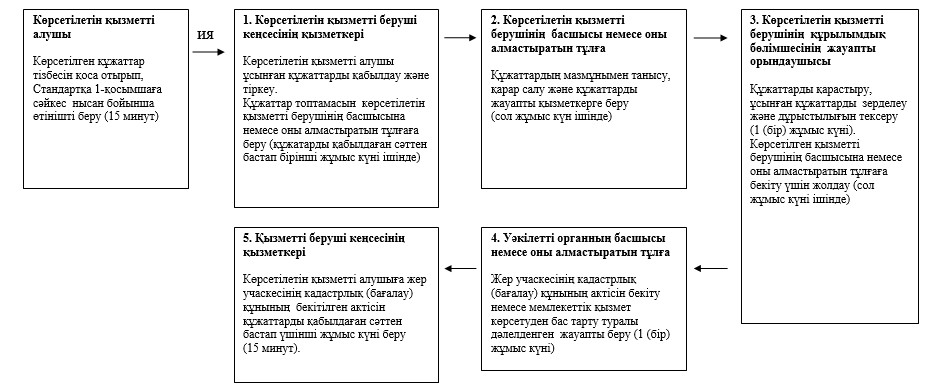 Көрсетілетін қызметті
алушы
Көрсетілген құжаттар
тізбесін қоса отырып,
Стандартқа 1-қосымшаға
сәйкес нысан бойынша
өтінішті беру (15 минут)
ИЯ
1. Көрсетілетін қызметті беруші
кеңсесінің қызметкері
Көрсетілетін қызметті алушы
ұсынған құжаттарды қабылдау және
тіркеу.
Құжаттар топтамасын көрсетілетін
қызметті берушінің басшысына
немесе оны алмастыратын тұлғаға
беру (құжатарды қабылдаған сәттен
бастап бірінші жұмыс күні ішінде)
2. Көрсетілетін қызметті
берушінің басшысы немесе оны
алмастыратын тұлға
Құжаттардың мазмұнымен танысу,
қарар салу және құжаттарды
жауапты қызметкерге беру
(сол жұмыс күн ішінде)
3. Көрсетілетін қызметті
берушінің құрылымдық
бөлімшесінің жауапты
орындаушысы
Құжаттарды қарастыру,
ұсынған құжаттарды зерделеу
және дұрыстылығын тексеру
(1 (бір) жұмыс күні).
Көрсетілген қызметті
берушінің басшысына немесе
оны алмастыратын тұлғаға
бекіту үшін жолдау (сол
жұмыс күні ішінде)
5. Қызметті беруші кеңсесінің
қызметкері
Көрсетілетін қызметті алушыға жер
учаскесінің кадастрлық (бағалау)
құнының бекітілген актісін
құжаттарды қабылдаған сәттен
бастап үшінші жұмыс күні беру
(15 минут).
4. Уәкілетті органның басшысы
немесе оны алмастыратын тұлға
Жер учаскесінің кадастрлық
(бағалау) құнының актісін бекіту
немесе мемлекеттік қызмет
көрсетуден бас тарту туралы
дәлелденген жауапты беру (1 (бір)
жұмыс күні)